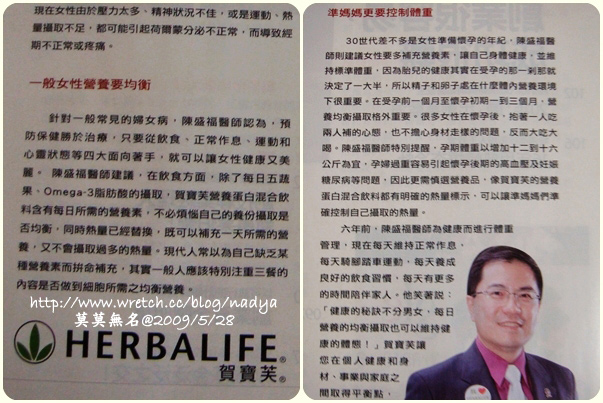 現在女性由於壓力太多、精神狀況不佳，或是運動、熱
量攝取不足，都可能引起荷爾蒙分泌不正常，而導致經
期不正常或疼痛。
一般女性營養要均衡
針對一般常見的婦女病，陳盛福醫師認為，預
防保健勝於治療，只要從飲食、正常作息、運動和
心靈狀態等四大面向著手，就可以讓女性健康又美
麗。陳盛福醫師建議，在飲食方面，除了每日五蔬
果、Omega-3脂肪酸的攝取，賀寶芙營養蛋白混合飲
料含有每日所需的營養素，不必煩惱自己的養份攝取是
否均衡，同時熱量已經替換，既可以補充一天所需的營
養，又不會攝取過多的熱量。現代人常以為自己缺乏某
種營養素而拚命補充，其實一般人應該特別注重三餐的
內容是否做到細胞所需之均衡營養。
http://www.wretch.cc/blog/nadya
莫莫無名@2009/5/28
HERBALIFE®
賀寶芙®
準媽媽更要控制體重
30世代差不多是女性準備懷孕的年紀，陳盛福醫
師則建議女性要多補充營養素，讓自己身體健康，並維
持標準體重，因為胎兒的健康其實在受孕的那一剎那就
決定了一大半，所以精子和卵子處在什麼體內營養環境
下很重要。在受孕前一個月至懷孕初期一到三個月，營
養均衡攝取格外重要。很多女性在懷孕後，抱著一人吃
兩人補的心態，也不擔心身材走樣的問題，反而大吃大
喝。陳盛福醫師特別提醒，孕期體重以增加十二到十六
公斤為宜，孕婦過重容易引起懷孕後期的高血壓及妊娠
糖尿病等問題，因此更需慎選營養品，像賀寶芙的營養
蛋白混合飲料都有明確的熱量標示，可以讓準媽媽們準
確控制自己攝取的熱量。
六年前，陳盛福醫師為健康而進行體重
管理，現在每天維持正常作息，
每天騎腳踏車運動、每天養成
良好的飲食習慣，每天有更多
的時間陪伴家人，他笑著說：
「健康的秘訣不分男女，每日
營養的均衡攝取也可以維持健
康的體態！」賀寶芙讓
您在個人健康和身
材、事業與家庭之
間取得平衡點，